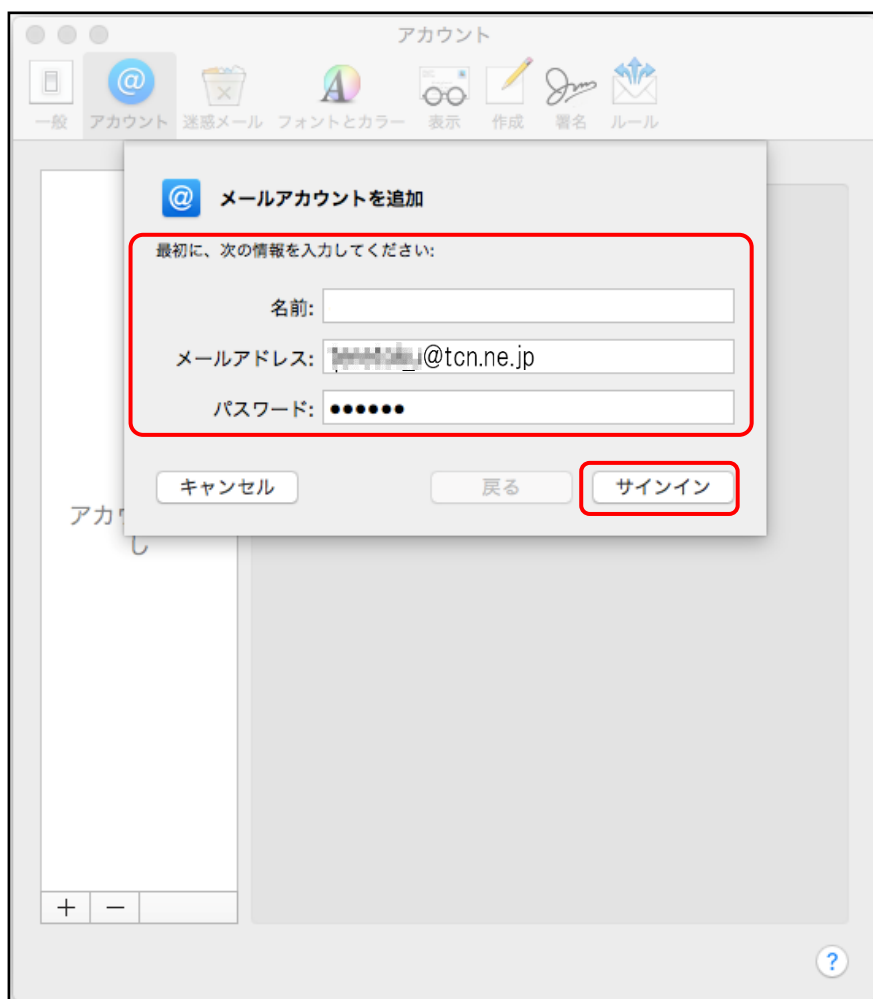 アカウント
一般 アカウント 迷惑メール フォントとカラー 表示 作成 署名 ルール
メールアカウントを追加
最初に、次の情報を入力してください:
名前:
メールアドレス: @tcn.ne.jp
パスワード: ••••••
キャンセル 戻る サインイン
アカ
し
+ −
?